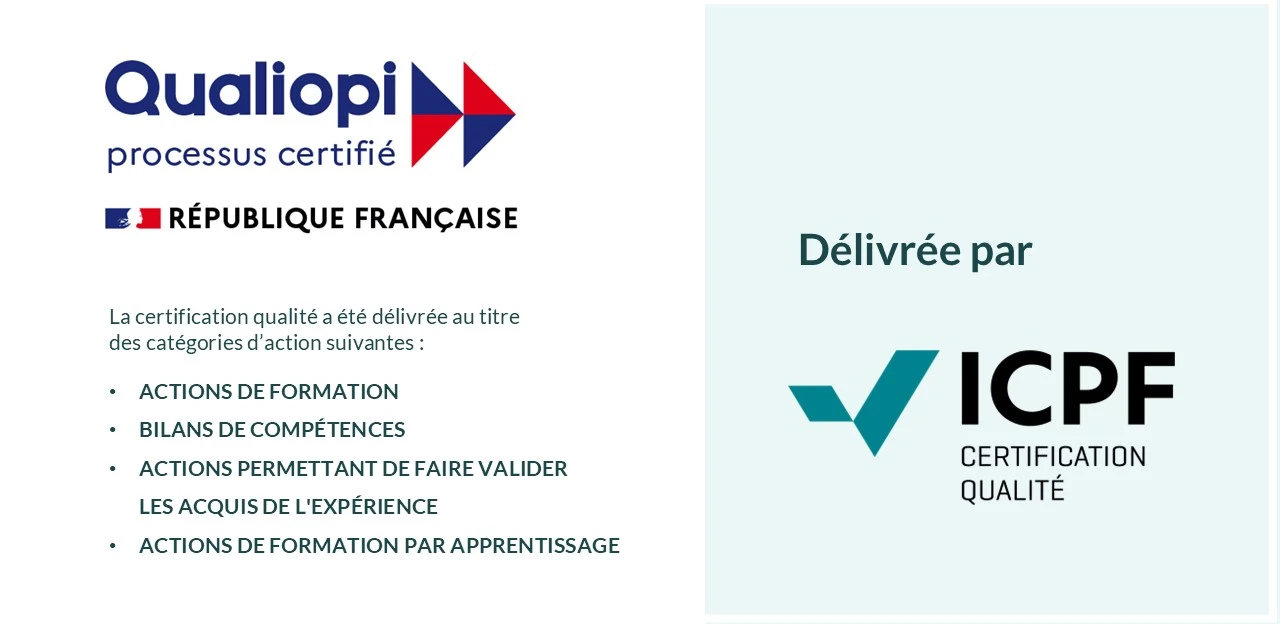 Qualiopi
processus certifié
RÉPUBLIQUE FRANÇAISE
La certification qualité a été délivrée au titre
des catégories d’action suivantes :
• ACTIONS DE FORMATION
• BILANS DE COMPÉTENCES
• ACTIONS PERMETTANT DE FAIRE VALIDER
LES ACQUIS DE L'EXPÉRIENCE
• ACTIONS DE FORMATION PAR APPRENTISSAGE
Délivrée par
ICPF
CERTIFICATION
QUALITÉ